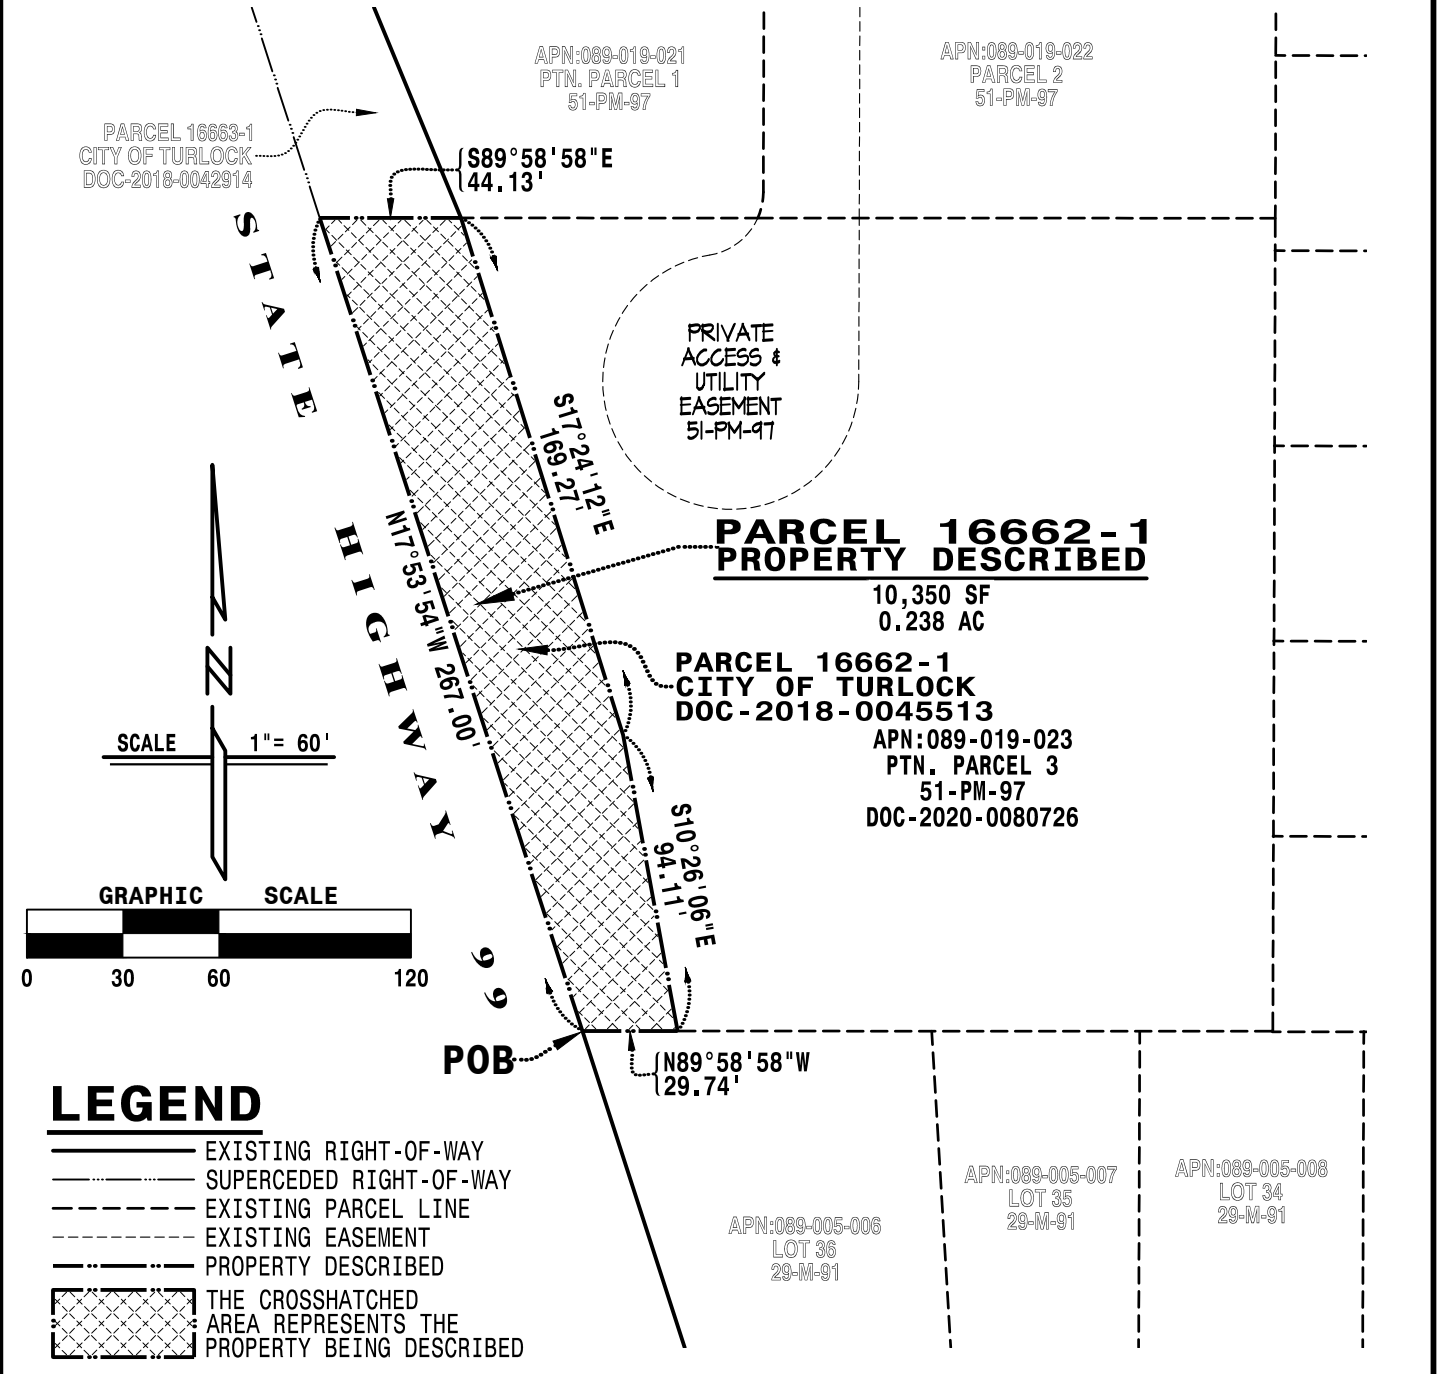 APN:089-019-021
PTN. PARCEL 1
51-PM-97
APN:089-019-022
PARCEL 2
51-PM-97
PARCEL 16663-1
CITY OF TURLOCK
DOC-2018-0042914
S89°58'58"E
44.13'
STATE HIGHWAY 99
PRIVATE
ACCESS &
UTILITY
EASEMENT
51-PM-97
S17°24'12"E
169.27'
N17°53'54"W 267.00'
PARCEL 16662-1
PROPERTY DESCRIBED
10,350 SF
0.238 AC
PARCEL 16662-1
CITY OF TURLOCK
DOC-2018-0045513
APN:089-019-023
PTN. PARCEL 3
51-PM-97
DOC-2020-0080726
N
SCALE 1"= 60'
S10°26'06"E
94.11'
GRAPHIC SCALE
0 30 60 120
POB
N89°58'58"W
29.74'
LEGEND
EXISTING RIGHT-OF-WAY
SUPERCEDED RIGHT-OF-WAY
EXISTING PARCEL LINE
EXISTING EASEMENT
PROPERTY DESCRIBED
THE CROSSHATCHED
AREA REPRESENTS THE
PROPERTY BEING DESCRIBED
APN:089-005-006
LOT 36
29-M-91
APN:089-005-007
LOT 35
29-M-91
APN:089-005-008
LOT 34
29-M-91